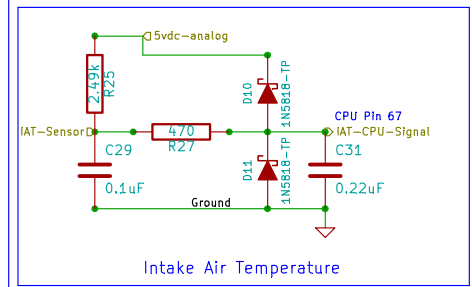 5vdc-analog
2.49k
R25
D10
1N5818-TP
CPU Pin 67
IAT-Sensor
470
R27
IAT-CPU-Signal
C29
0.1uF
D11
1N5818-TP
C31
0.22uF
Ground
Intake Air Temperature